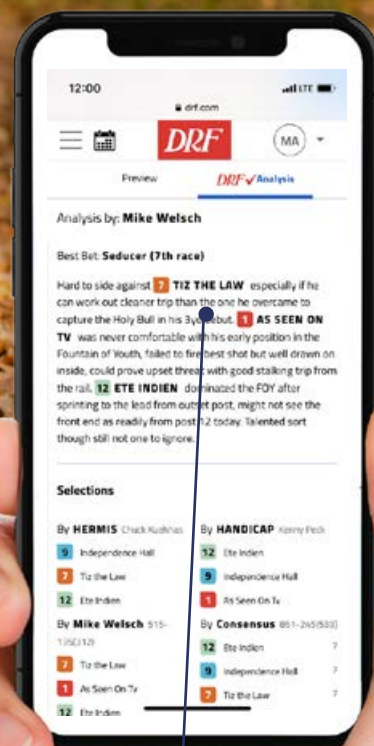 12:00
LTE
drf.com
DRF
MA
Preview
DRF Analysis
Analysis by: Mike Welsch
Best Bet: Seducer (7th race)
Hard to side against 7 TIZ THE LAW especially if he
can work out cleaner trip than the one he overcame to
capture the Holy Bull in his 3yo debut. 1 AS SEEN ON
TV was never comfortable with his early position in the
Fountain of Youth, failed to fire best shot but well drawn on
inside, could prove upset threat with good stalking trip from
the rail. 12 ETE INDIEN dominated the FOY after
sprinting to the lead from outset post, might not see the
front end as readily from post 12 today. Talented sort
though still not one to ignore.
Selections
By HERMIS
9 Independence Hall
7 Tiz the Law
12 Ete Indien
By HANDICAP Kenny Peck
12 Ete Indien
9 Independence Hall
1 As Seen On Tv
By Mike Welsch 515-
7 Tiz the Law
1 As Seen On Tv
12 Ete Indien
By Consensus
12 Ete Indien 7
9 Independence Hall 7
7 Tiz the Law 7